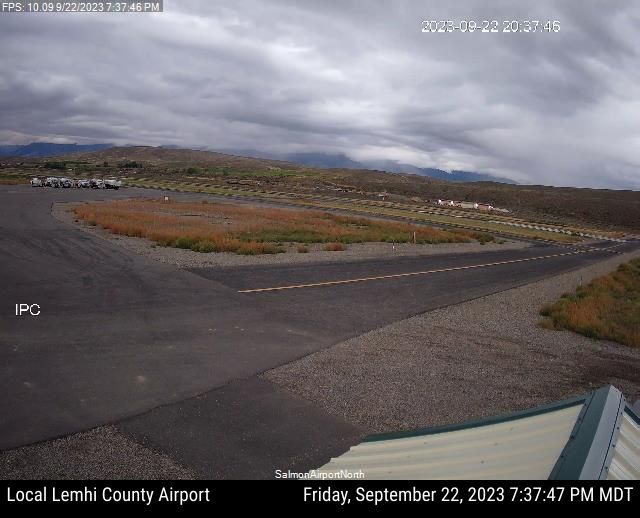 FPS: 10.09 9/22/2023 7:37:46 PM
2023-09-22 20:37:46
IPC
SalmonAirportNorth
Local Lemhi County Airport Friday, September 22, 2023 7:37:47 PM MDT